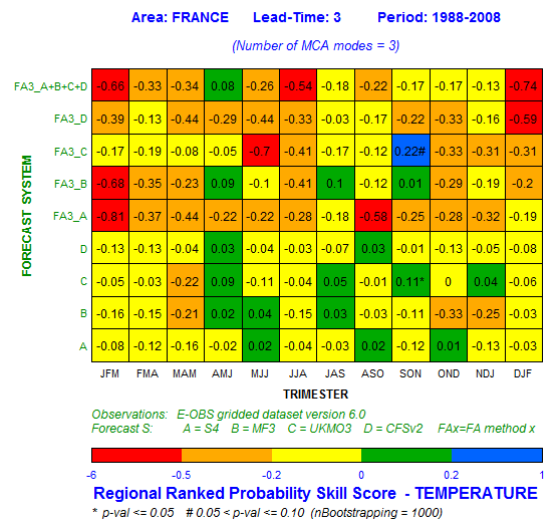 Area: FRANCE Lead-Time: 3 Period: 1988-2008
(Number of MCA modes = 3)
FORECAST SYSTEM
FA3_A+B+C+D -0.66 -0.33 -0.34 0.08 -0.26 -0.54 -0.18 -0.22 -0.17 -0.17 -0.13 -0.74
FA3_D -0.39 -0.13 -0.44 -0.29 -0.44 -0.33 -0.03 -0.17 -0.22 -0.33 -0.16 -0.59
FA3_C -0.17 -0.19 -0.08 -0.05 -0.7 -0.41 -0.17 -0.12 0.22# -0.33 -0.31 -0.31
FA3_B -0.68 -0.35 -0.23 0.09 -0.1 -0.41 0.1 -0.12 0.01 -0.29 -0.19 -0.2
FA3_A -0.81 -0.37 -0.44 -0.22 -0.22 -0.28 -0.18 -0.58 -0.25 -0.28 -0.32 -0.19
D -0.13 -0.13 -0.04 0.03 -0.04 -0.03 -0.07 0.03 -0.01 -0.13 -0.05 -0.08
C -0.05 -0.03 -0.22 0.09 -0.11 -0.04 0.05 -0.01 0.11* 0 0.04 -0.06
B -0.16 -0.15 -0.21 0.02 0.04 -0.15 0.03 -0.03 -0.11 -0.33 -0.25 -0.03
A -0.08 -0.12 -0.16 -0.02 0.02 -0.04 -0.03 0.02 -0.12 0.01 -0.13 -0.03
JFM FMA MAM AMJ MJJ JJA JAS ASO SON OND NDJ DJF
TRIMESTER
Observations: E-OBS gridded dataset version 6.0
Forecast S: A = S4 B = MF3 C = UKMO3 D = CFSv2 FAx=FA method x
-6 -0.5 -0.2 0 0.2 1
Regional Ranked Probability Skill Score - TEMPERATURE
* p-val <= 0.05 # 0.05 < p-val <= 0.10 (nBootstrapping = 1000)